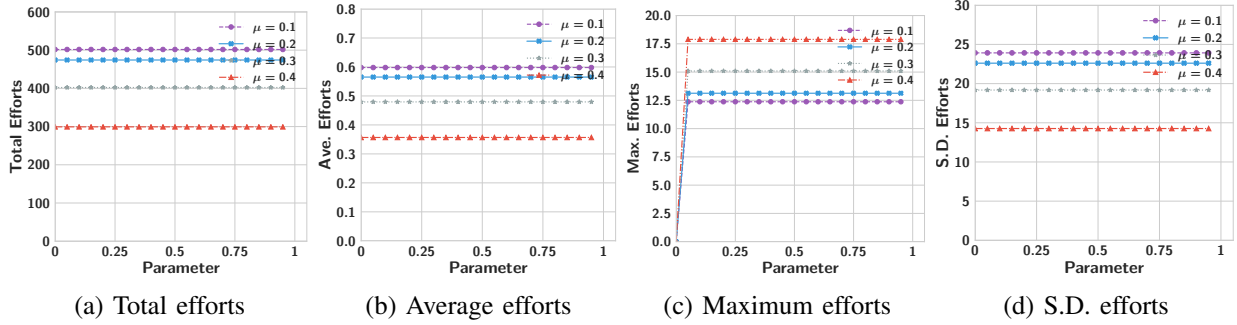 Total Efforts
600
500
400
300
200
100
0
0
0.25
0.5
0.75
1
Parameter
μ = 0.1
μ = 0.2
μ = 0.3
μ = 0.4
(a) Total efforts
Ave. Efforts
0.8
0.7
0.6
0.5
0.4
0.3
0.2
0.1
0.0
0
0.25
0.5
0.75
1
Parameter
μ = 0.1
μ = 0.2
μ = 0.3
μ = 0.4
(b) Average efforts
Max. Efforts
20.0
17.5
15.0
12.5
10.0
7.5
5.0
2.5
0.0
0
0.25
0.5
0.75
1
Parameter
μ = 0.1
μ = 0.2
μ = 0.3
μ = 0.4
(c) Maximum efforts
S.D. Efforts
30
25
20
15
10
5
0
0
0.25
0.5
0.75
1
Parameter
μ = 0.1
μ = 0.2
μ = 0.3
μ = 0.4
(d) S.D. efforts